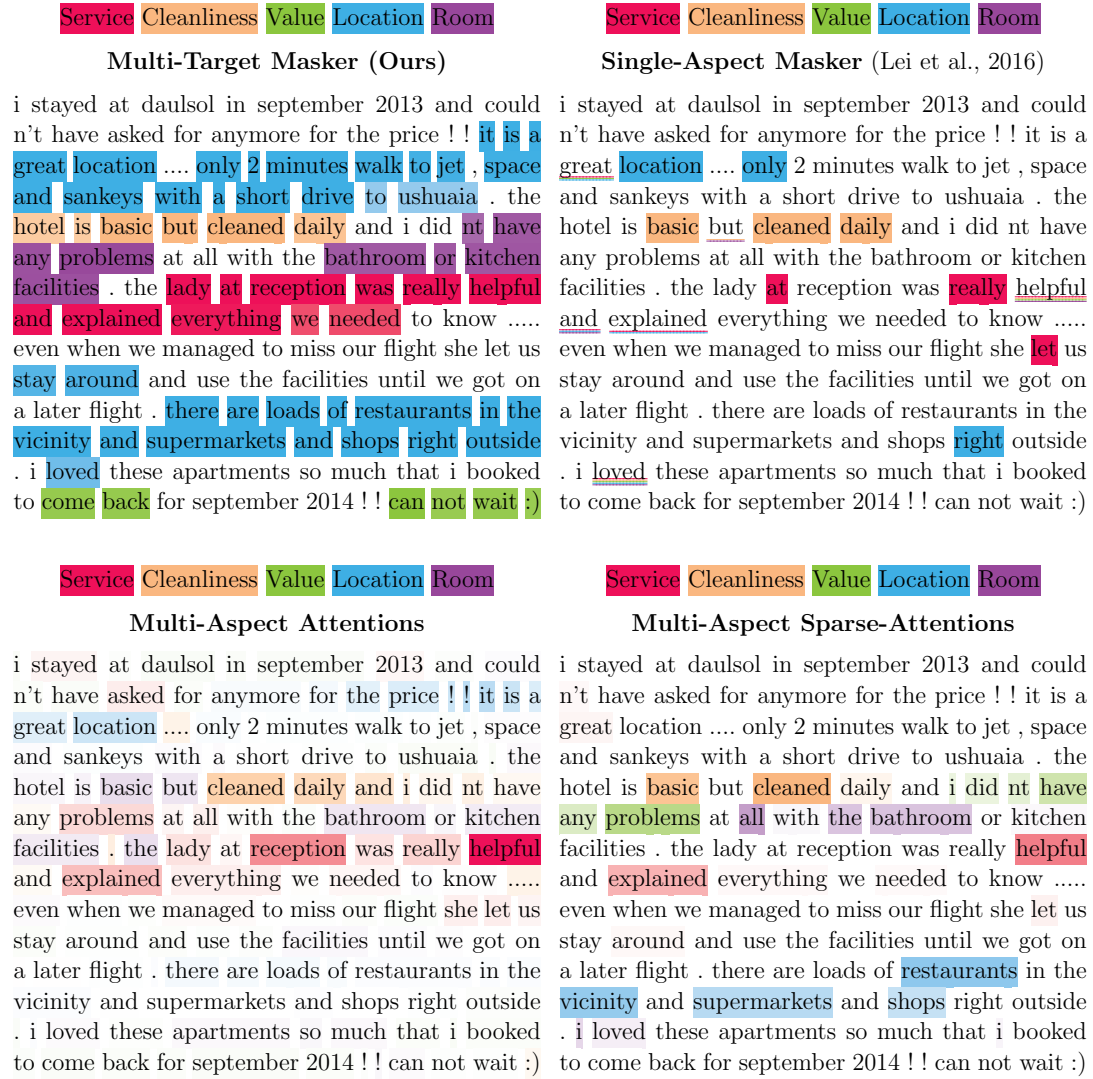 Service Cleanliness Value Location Room
Multi-Target Masker (Ours)
i stayed at daulsol in september 2013 and could
n't have asked for anymore for the price ! ! it is a
great location .... only 2 minutes walk to jet , space
and sankeys with a short drive to ushuaia . the
hotel is basic but cleaned daily and i did nt have
any problems at all with the bathroom or kitchen
facilities . the lady at reception was really helpful
and explained everything we needed to know .....
even when we managed to miss our flight she let us
stay around and use the facilities until we got on
a later flight . there are loads of restaurants in the
vicinity and supermarkets and shops right outside
. i loved these apartments so much that i booked
to come back for september 2014 ! ! can not wait :)
Service Cleanliness Value Location Room
Single-Aspect Masker (Lei et al., 2016)
i stayed at daulsol in september 2013 and could
n't have asked for anymore for the price ! ! it is a
great location .... only 2 minutes walk to jet , space
and sankeys with a short drive to ushuaia . the
hotel is basic but cleaned daily and i did nt have
any problems at all with the bathroom or kitchen
facilities . the lady at reception was really helpful
and explained everything we needed to know .....
even when we managed to miss our flight she let us
stay around and use the facilities until we got on
a later flight . there are loads of restaurants in the
vicinity and supermarkets and shops right outside
. i loved these apartments so much that i booked
to come back for september 2014 ! ! can not wait :)
Service Cleanliness Value Location Room
Multi-Aspect Attentions
i stayed at daulsol in september 2013 and could
n't have asked for anymore for the price ! ! it is a
great location .... only 2 minutes walk to jet , space
and sankeys with a short drive to ushuaia . the
hotel is basic but cleaned daily and i did nt have
any problems at all with the bathroom or kitchen
facilities . the lady at reception was really helpful
and explained everything we needed to know .....
even when we managed to miss our flight she let us
stay around and use the facilities until we got on
a later flight . there are loads of restaurants in the
vicinity and supermarkets and shops right outside
. i loved these apartments so much that i booked
to come back for september 2014 ! ! can not wait :)
Service Cleanliness Value Location Room
Multi-Aspect Sparse-Attentions
i stayed at daulsol in september 2013 and could
n't have asked for anymore for the price ! ! it is a
great location .... only 2 minutes walk to jet , space
and sankeys with a short drive to ushuaia . the
hotel is basic but cleaned daily and i did nt have
any problems at all with the bathroom or kitchen
facilities . the lady at reception was really helpful
and explained everything we needed to know .....
even when we managed to miss our flight she let us
stay around and use the facilities until we got on
a later flight . there are loads of restaurants in the
vicinity and supermarkets and shops right outside
. i loved these apartments so much that i booked
to come back for september 2014 ! ! can not wait :)